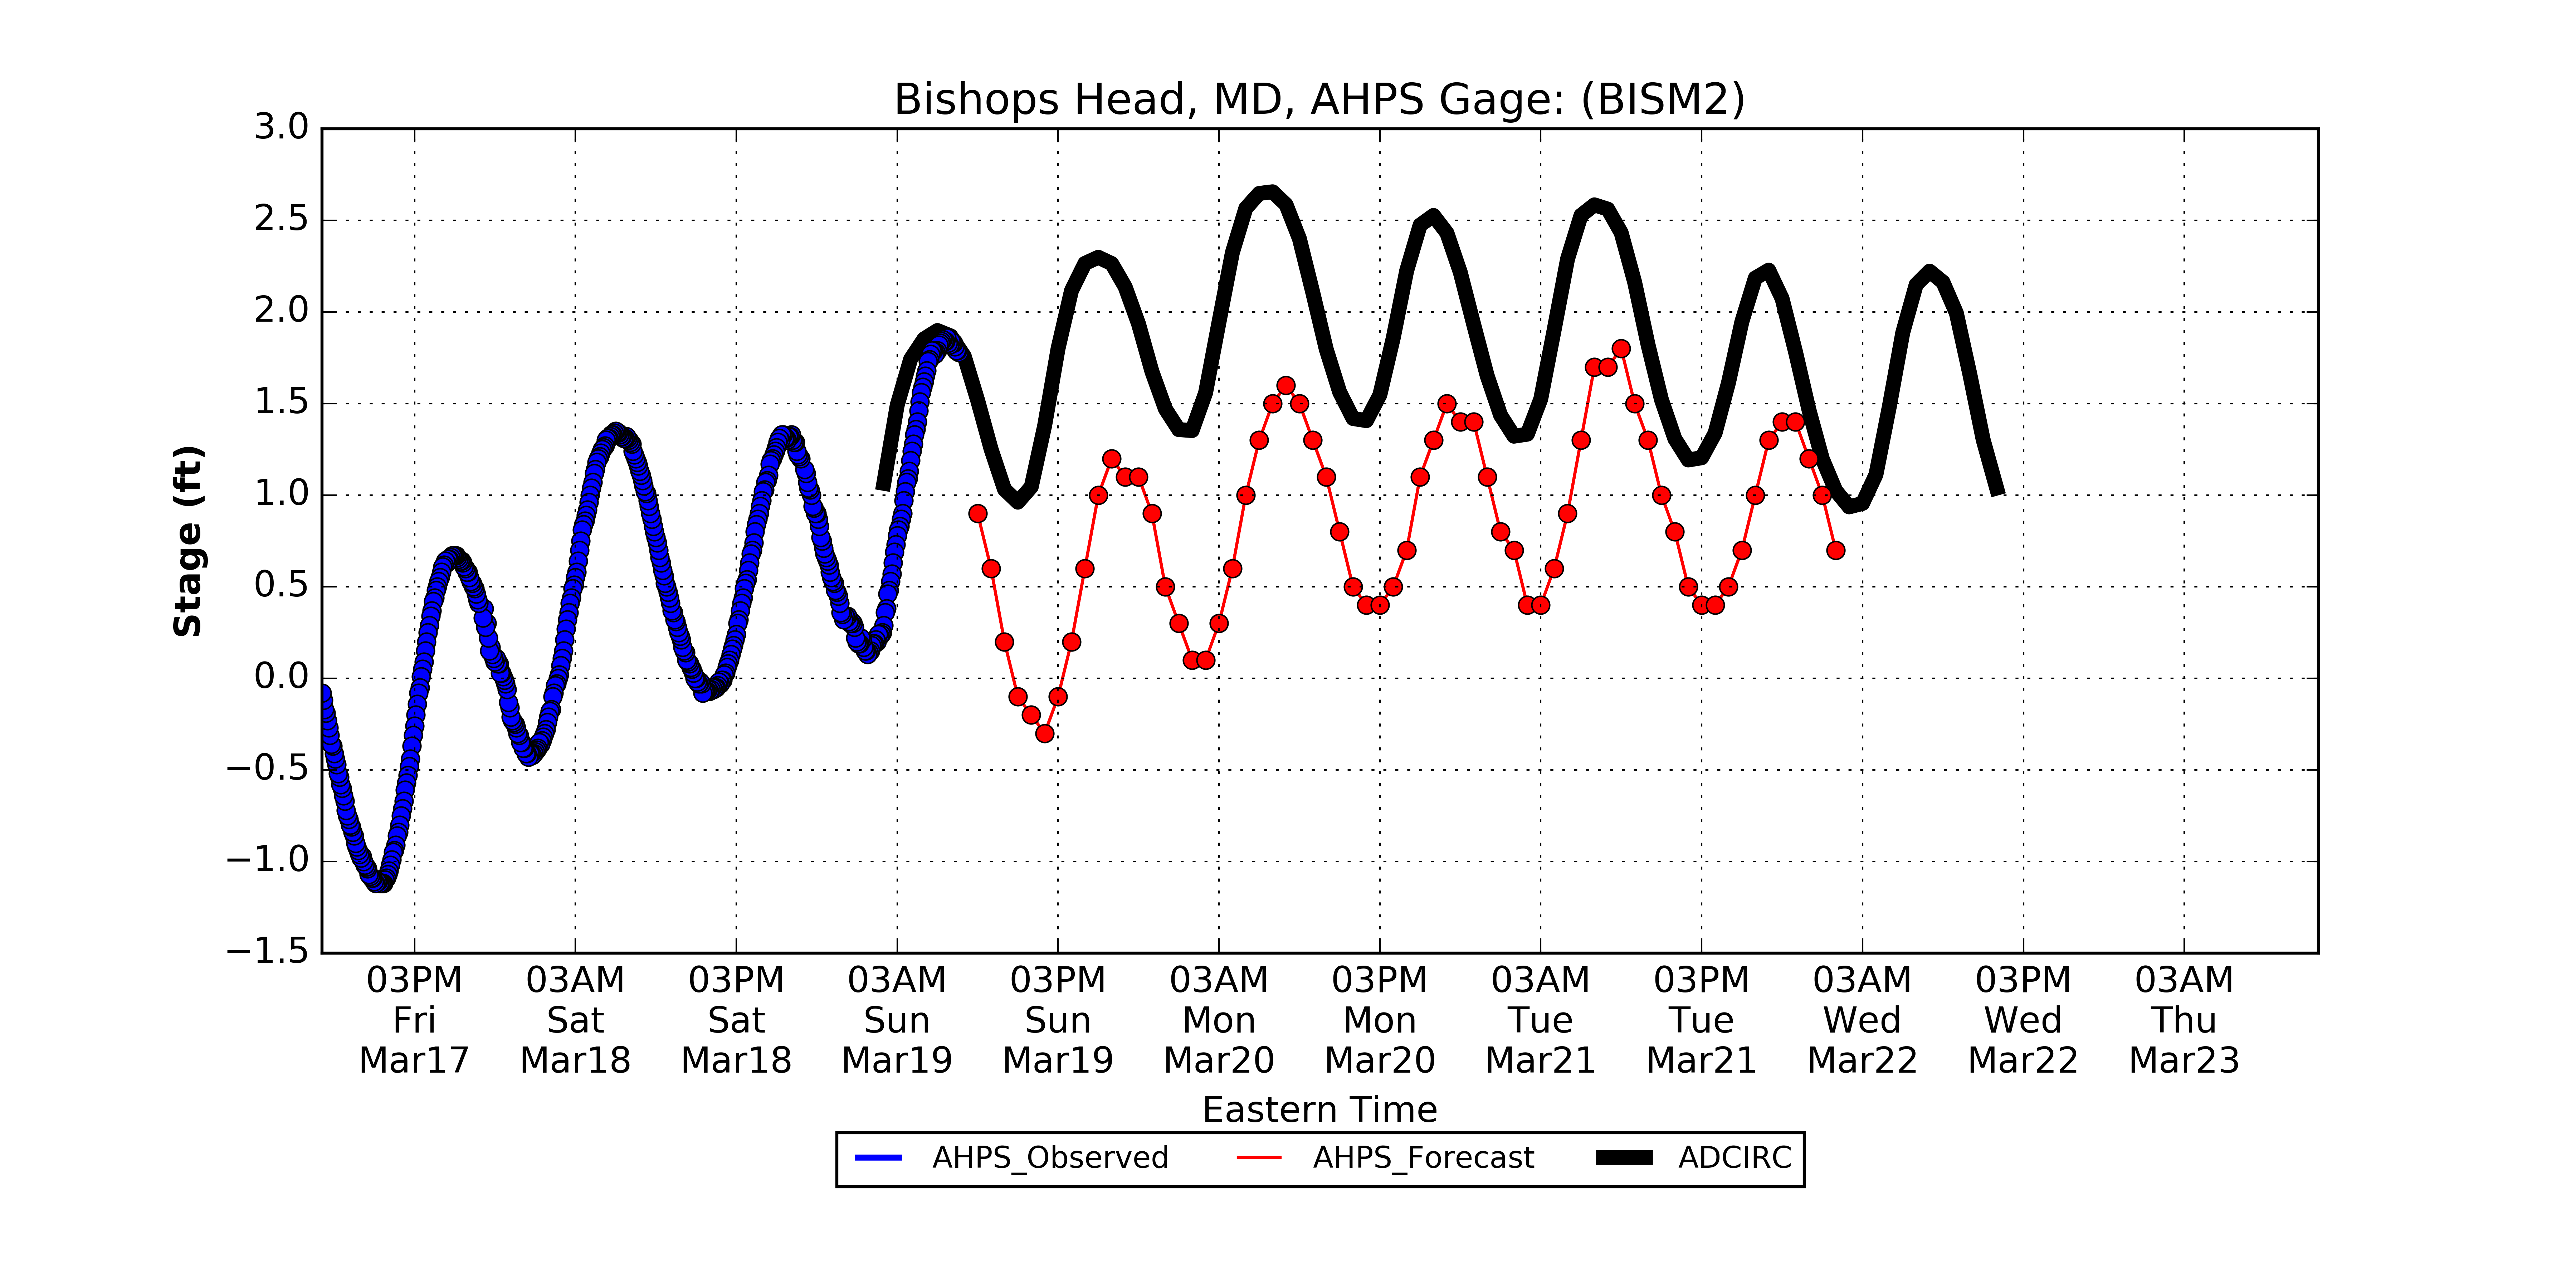 Bishops Head, MD, AHPS Gage: (BISM2)
3.0
2.5
2.0
1.5
1.0
0.5
0.0
−0.5
−1.0
−1.5
Stage (ft)
03PM 03AM 03PM 03AM 03PM 03AM 03PM 03AM 03PM 03AM 03PM 03AM
Fri Sat Sat Sun Sun Mon Mon Tue Tue Wed Wed Thu
Mar17 Mar18 Mar18 Mar19 Mar19 Mar20 Mar20 Mar21 Mar21 Mar22 Mar22 Mar23
Eastern Time
AHPS_Observed AHPS_Forecast ADCIRC